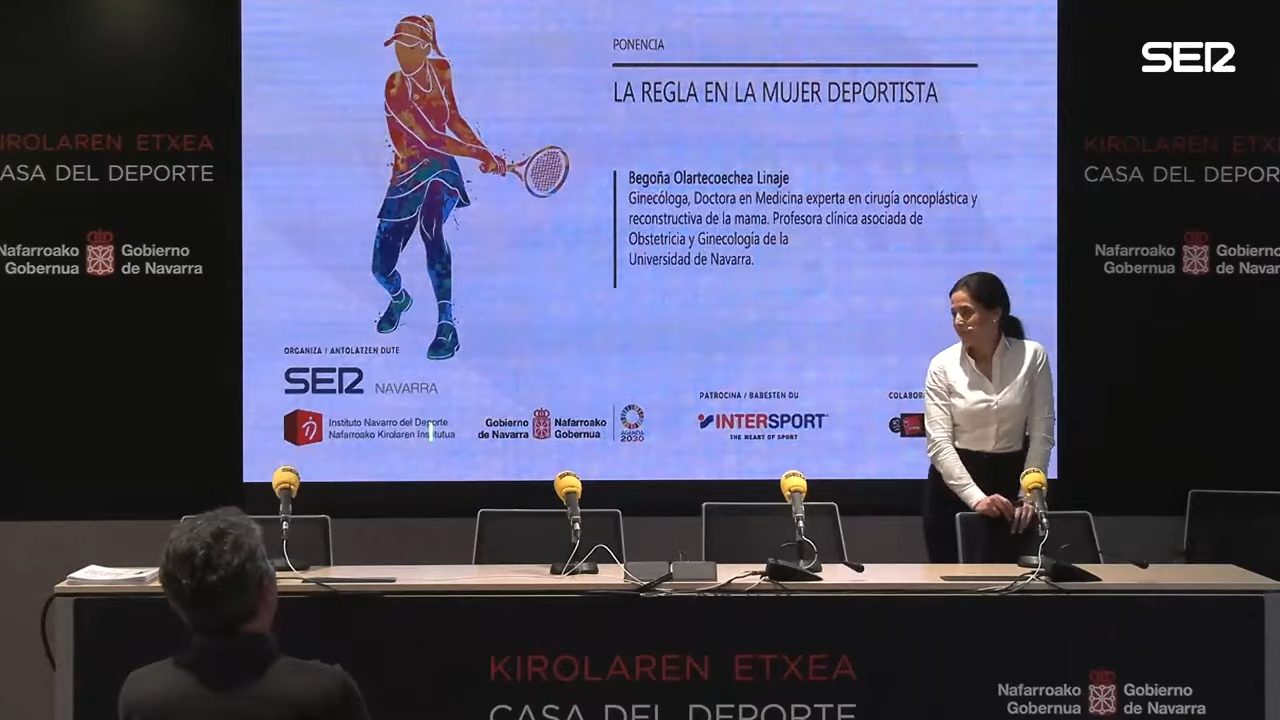 SER
PONENCIA
LA REGLA EN LA MUJER DEPORTISTA
Begoña Olartecoechea Linaje
Ginecóloga, Doctora en Medicina experta en cirugía oncoplástica y
reconstructiva de la mama. Profesora clínica asociada de
Obstetricia y Ginecología de la
Universidad de Navarra.
ORGANIZA / ANTOLATZEN DUTE
SER NAVARRA
Instituto Navarro del Deporte
Nafarroako Kirolaren Institutua
Gobierno
de Navarra
Nafarroako
Gobernua
AGENDA
2030
PATROCINA / BABESTEN DU
INTERSPORT
THE HEART OF SPORT
COLABOR
IROLAREN ETXEA
ASA DEL DEPORTE
Nafarroako
Gobernua
Gobierno
de Navarra
KIROLAREN ETX
CASA DEL DEPOR
Nafarroako
Gobernua
Gobierno
de Navar
KIROLAREN ETXEA
CASA DEL DEPORTE
Nafarroako
Gobernua
Gobierno
de Navarra